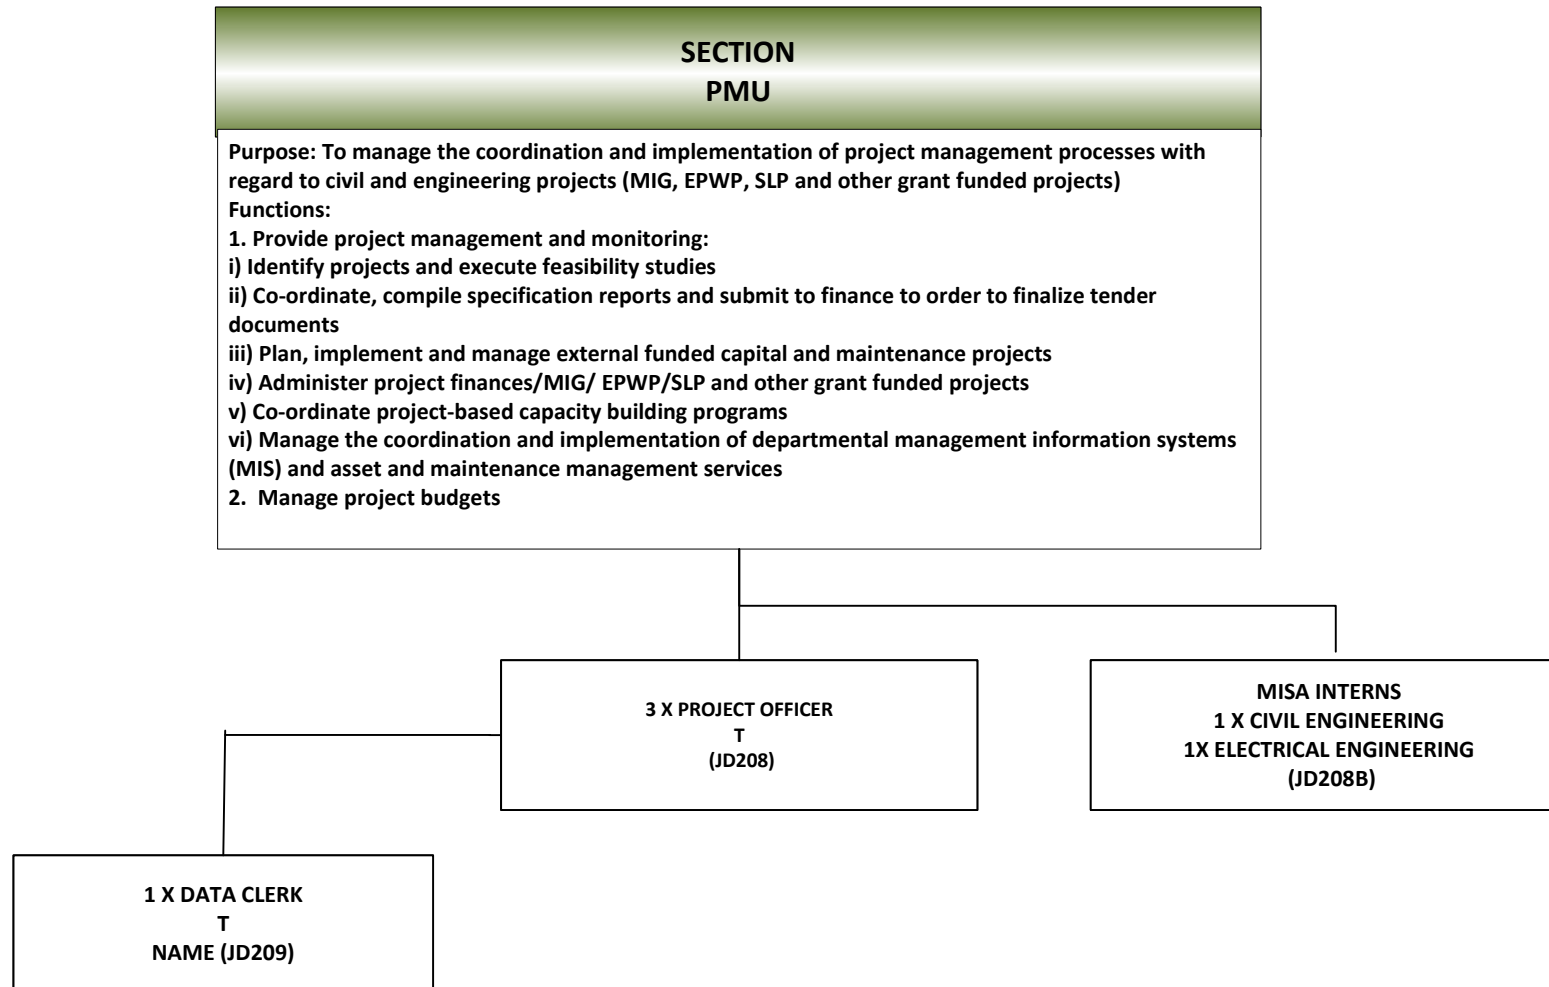 SECTION
PMU
Purpose: To manage the coordination and implementation of project management processes with
regard to civil and engineering projects (MIG, EPWP, SLP and other grant funded projects)
Functions:
1. Provide project management and monitoring:
i) Identify projects and execute feasibility studies
ii) Co-ordinate, compile specification reports and submit to finance to order to finalize tender
documents
iii) Plan, implement and manage external funded capital and maintenance projects
iv) Administer project finances/MIG/ EPWP/SLP and other grant funded projects
v) Co-ordinate project-based capacity building programs
vi) Manage the coordination and implementation of departmental management information systems
(MIS) and asset and maintenance management services
2.  Manage project budgets
3 X PROJECT OFFICER
T
(JD208)
MISA INTERNS
1 X CIVIL ENGINEERING
1X ELECTRICAL ENGINEERING
(JD208B)
1 X DATA CLERK
T
NAME (JD209)